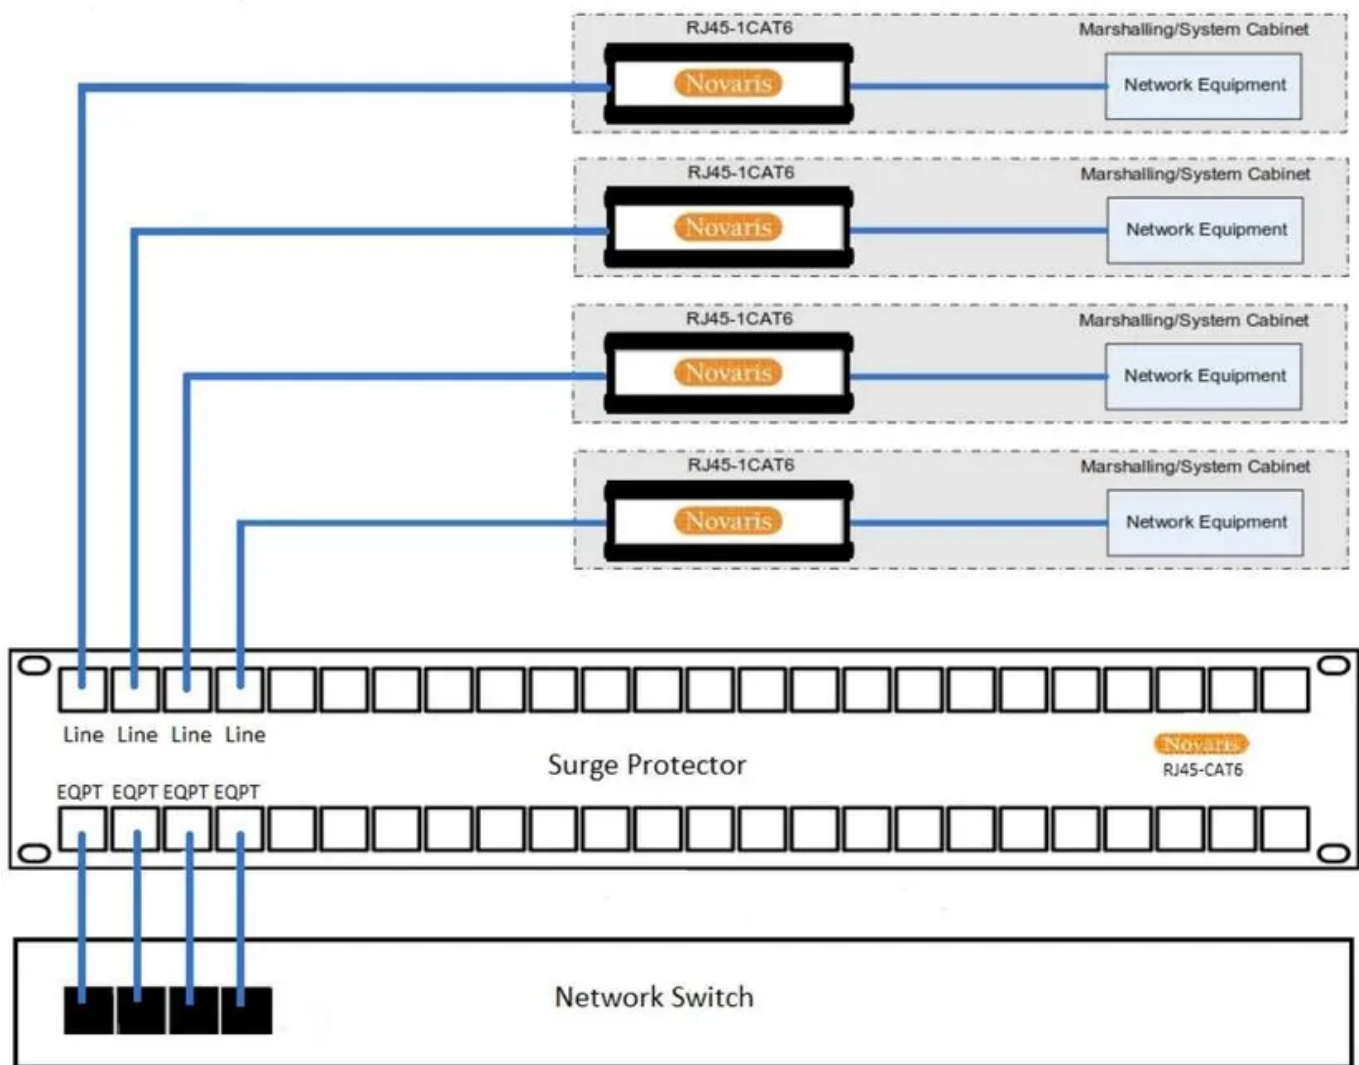 RJ45-1CAT6
Marshalling/System Cabinet
Novaris
Network Equipment
RJ45-1CAT6
Marshalling/System Cabinet
Novaris
Network Equipment
RJ45-1CAT6
Marshalling/System Cabinet
Novaris
Network Equipment
RJ45-1CAT6
Marshalling/System Cabinet
Novaris
Network Equipment
Line Line Line Line
Surge Protector
Novaris
RJ45-CAT6
EQPT EQPT EQPT EQPT
Network Switch